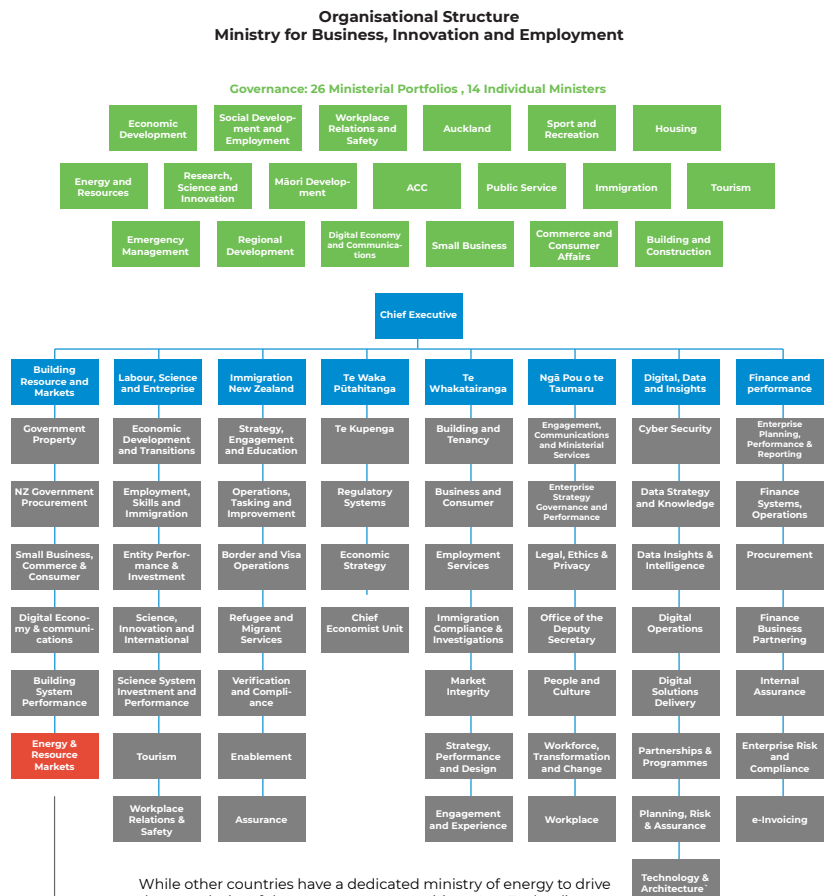 Organisational Structure
Ministry for Business, Innovation and Employment
Governance: 26 Ministerial Portfolios , 14 Individual Ministers
Economic
Development
Social Develop-
ment and
Employment
Workplace
Relations and
Safety
Auckland
Sport and
Recreation
Housing
Energy and
Resources
Research,
Science and
Innovation
Māori Develop-
ment
ACC
Public Service
Immigration
Tourism
Emergency
Management
Regional
Development
Digital Economy
and Communica-
tions
Small Business
Commerce and
Consumer
Affairs
Building and
Construction
Chief Executive
Building
Resource and
Markets
Labour, Science
and Entreprise
Immigration
New Zealand
Te Waka
Pūtahitanga
Te
Whakatairanga
Ngā Pou o te
Taumaru
Digital, Data
and Insights
Finance and
performance
Government
Property
Economic
Development
and Transitions
Strategy,
Engagement
and Education
Te Kupenga
Building and
Tenancy
Engagement,
Communications
and Ministerial
Services
Cyber Security
Enterprise
Planning,
Performance &
Reporting
NZ Government
Procurement
Employment,
Skills and
Immigration
Operations,
Tasking and
Improvement
Regulatory
Systems
Business and
Consumer
Enterprise
Strategy
Governance and
Performance
Data Strategy
and Knowledge
Finance
Systems,
Operations
Small Business,
Commerce &
Consumer
Entity Perfor-
mance &
Investment
Border and Visa
Operations
Economic
Strategy
Employment
Services
Legal, Ethics &
Privacy
Data Insights &
Intelligence
Procurement
Digital Econo-
my & communi-
cations
Science,
Innovation and
International
Refugee and
Migrant
Services
Chief
Economist Unit
Immigration
Compliance &
Investigations
Office of the
Deputy
Secretary
Digital
Operations
Finance
Business
Partnering
Building
System
Performance
Science System
Investment and
Performance
Verification
and Compli-
ance
Market
Integrity
People and
Culture
Digital
Solutions
Delivery
Internal
Assurance
Energy &
Resource
Markets
Tourism
Enablement
Strategy,
Performance
and Design
Workforce,
Transformation
and Change
Partnerships &
Programmes
Enterprise Risk
and
Compliance
Workplace
Relations &
Safety
Assurance
Engagement
and Experience
Workplace
Planning, Risk
& Assurance
e-Invoicing
Technology &
Architecture`
While other countries have a dedicated ministry of energy to drive